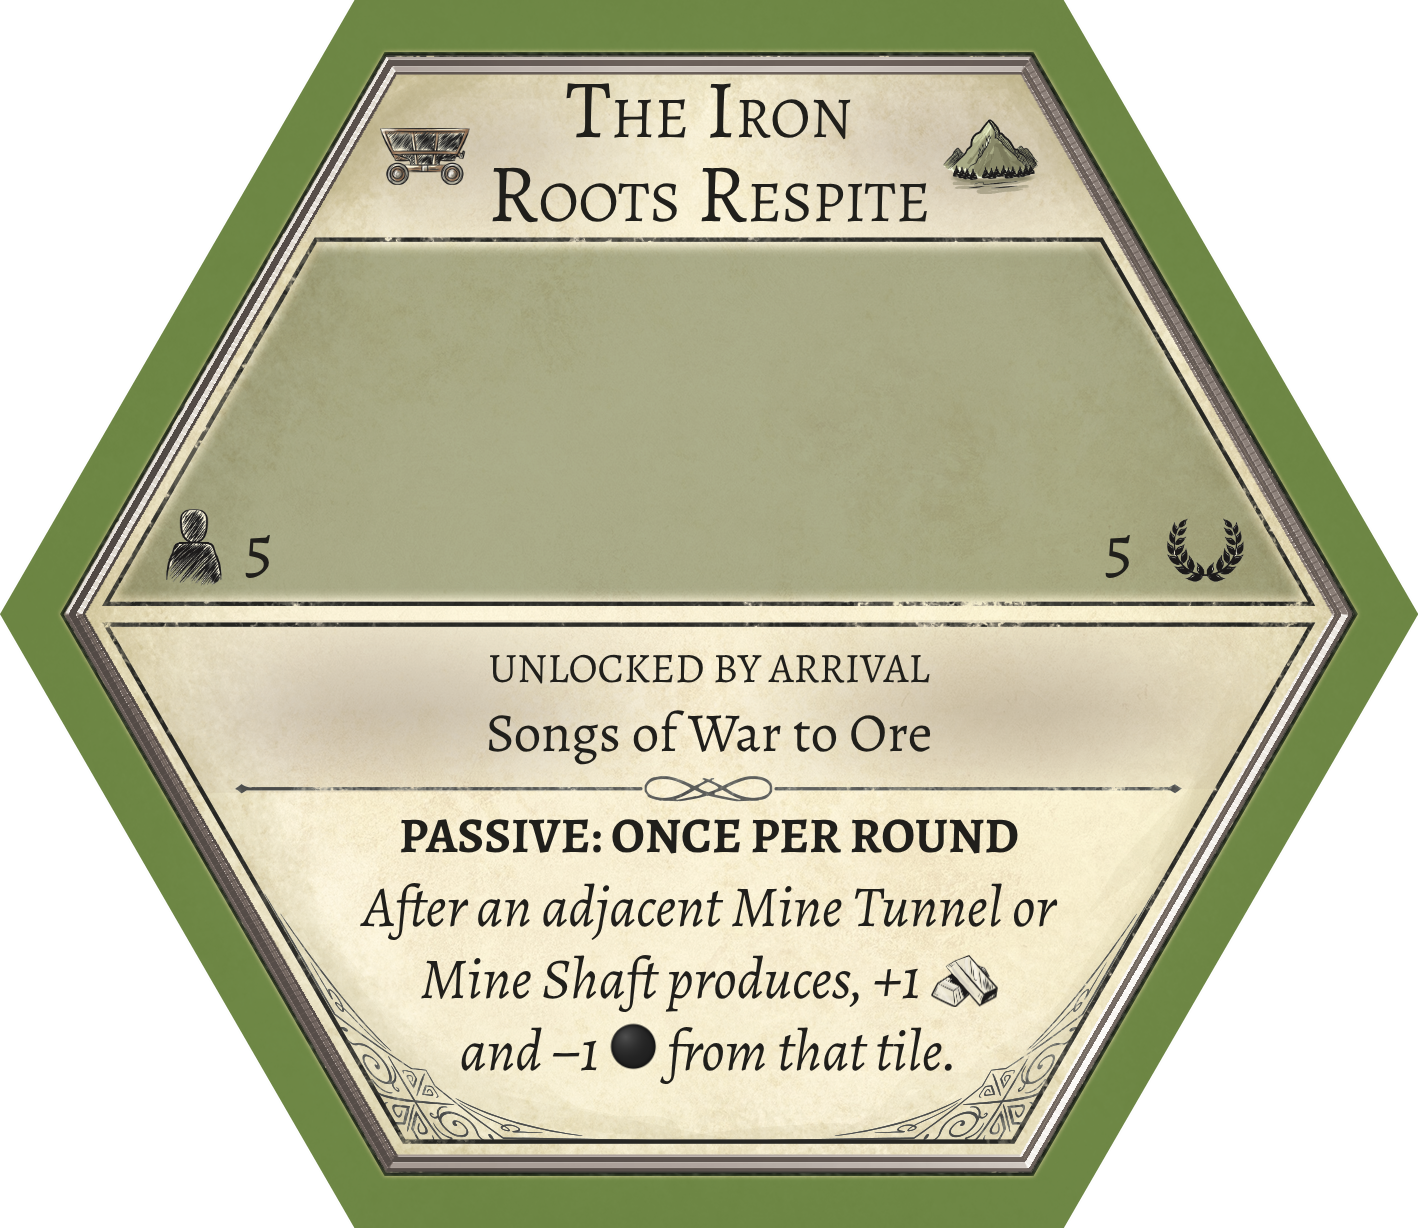 The Iron
Roots Respite
5
5
UNLOCKED BY ARRIVAL
Songs of War to Ore
PASSIVE: ONCE PER ROUND
After an adjacent Mine Tunnel or
Mine Shaft produces, +1
and –1 from that tile.